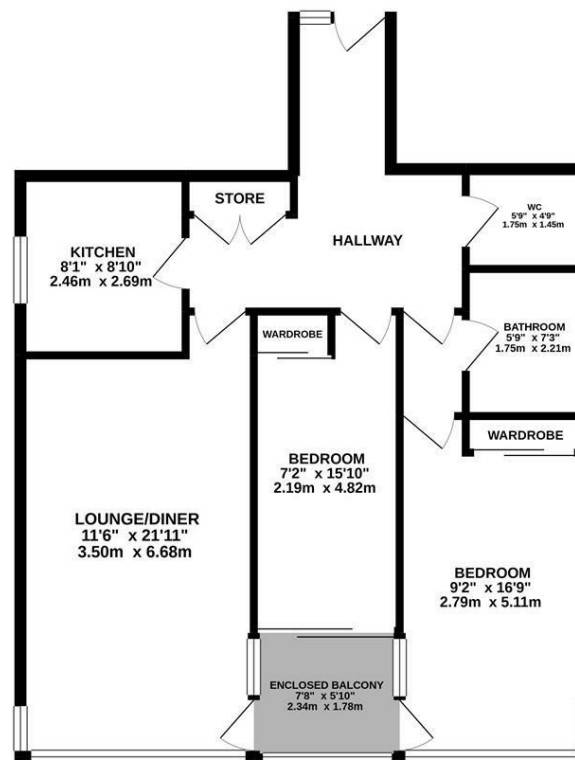 STORE
WC
5'9" x 4'9"
1.75m x 1.45m
KITCHEN
8'1" x 8'10"
2.46m x 2.69m
HALLWAY
WARDROBE
BATHROOM
5'9" x 7'3"
1.75m x 2.21m
WARDROBE
BEDROOM
7'2" x 15'10"
2.19m x 4.82m
LOUNGE/DINER
11'6" x 21'11"
3.50m x 6.68m
BEDROOM
9'2" x 16'9"
2.79m x 5.11m
ENCLOSED BALCONY
7'8" x 5'10"
2.34m x 1.78m